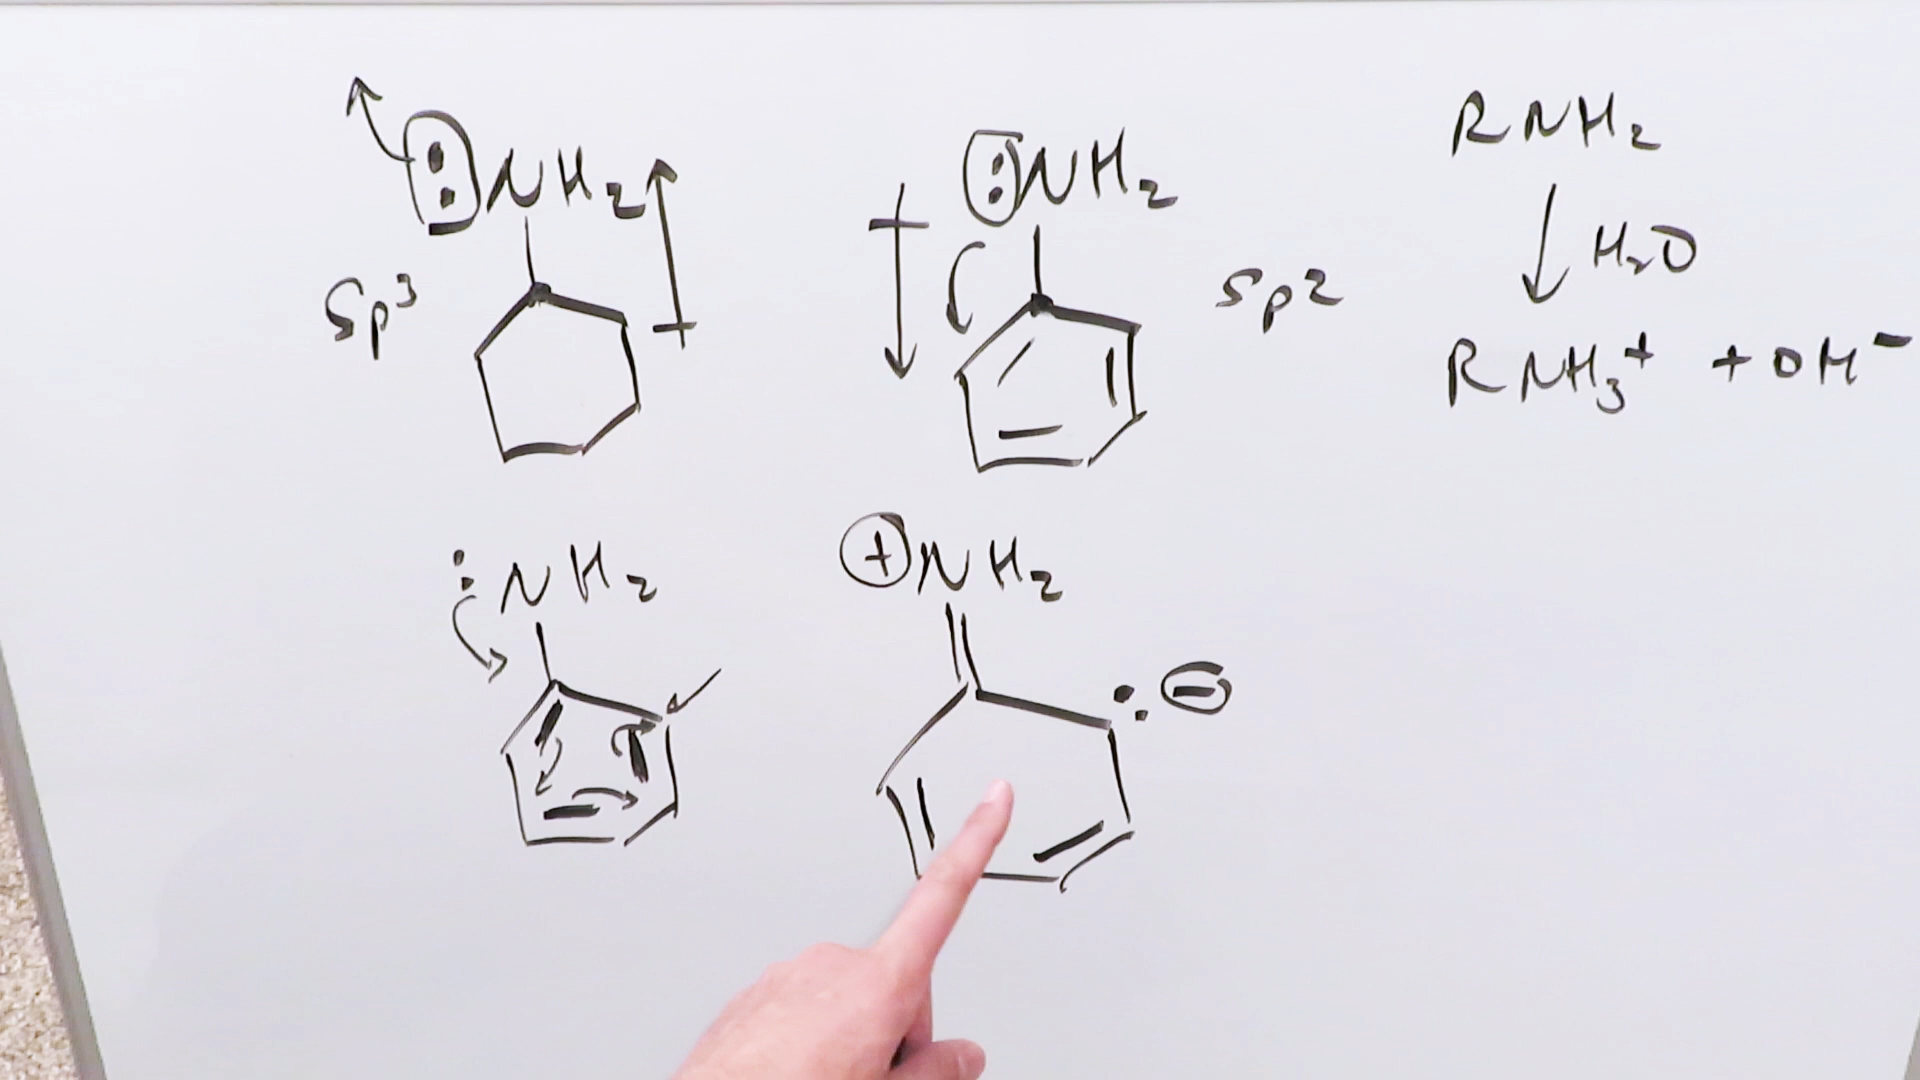 :NH₂
Sp³
:NH₂
Sp2
RNH₂
↓ H₂O
RNH₃⁺ + OH⁻
:NH₂
⊕NH₂
:⊖